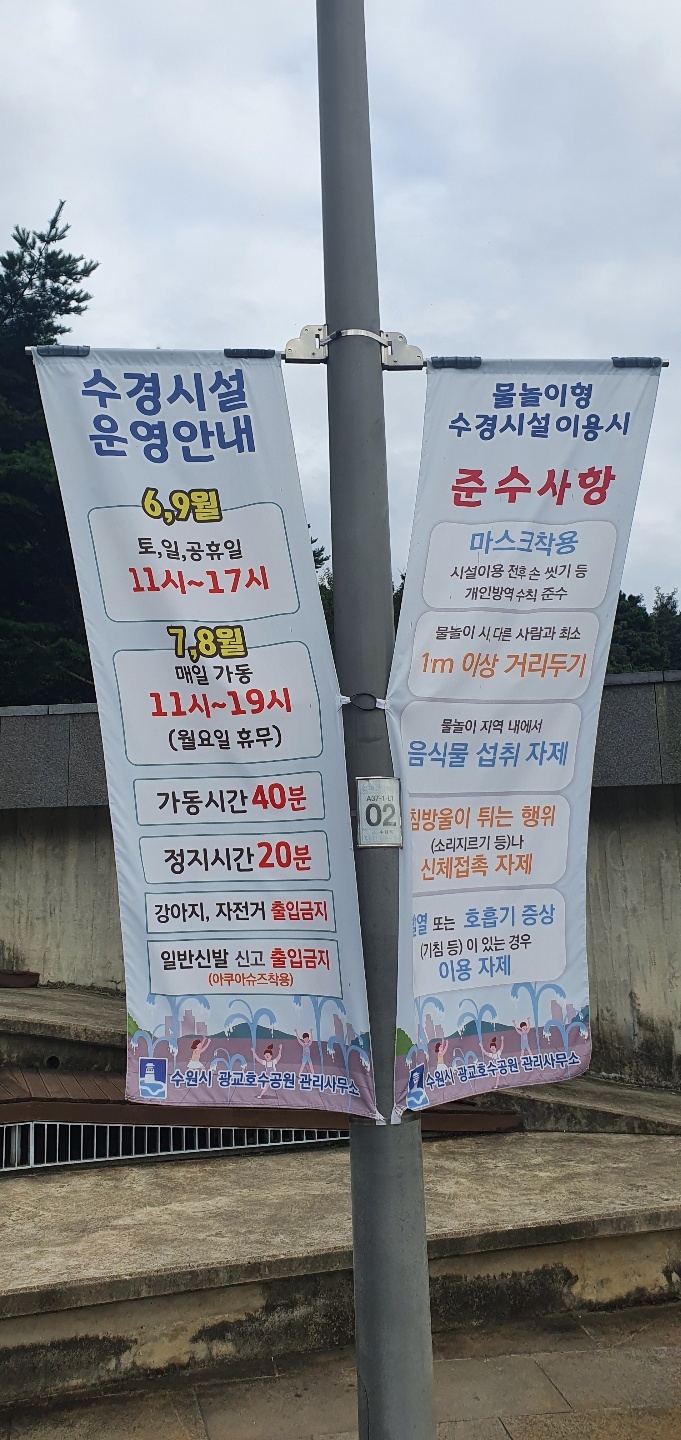 수경시설
운영안내
6,9월
토,일,공휴일
11시~17시
7,8월
매일 가동
11시~19시
(월요일 휴무)
가동시간 40분
정지시간 20분
강아지, 자전거 출입금지
일반신발 신고 출입금지
(아쿠아슈즈착용)
수원시 광교호수공원 관리사무소
A37-1-L1
02
물놀이형
수경시설 이용시
준수사항
마스크착용
시설이용 전후 손 씻기 등
개인방역 수칙 준수
물놀이 시 다른 사람과 최소
1m 이상 거리두기
물놀이 지역 내에서
음식물 섭취 자제
침방울이 튀는 행위
(소리지르기 등)나
신체접촉 자제
발열 또는 호흡기 증상
(기침 등) 이 있는 경우
이용 자제
수원시 광교호수공원 관리사무소